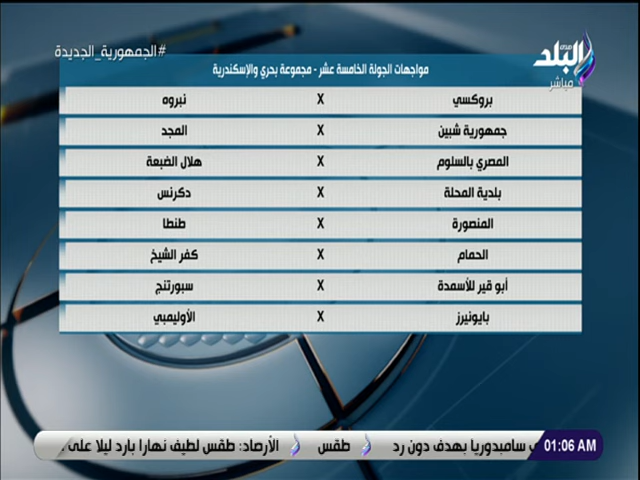 #الجمهورية_الجديدة
صدى البلد
مباشر
مواجهات الجولة الخامسة عشر - مجموعة بحري والإسكندرية
بروكسي X نبروه
جمهورية شبين X المجد
المصري بالسلوم X هلال الضبعة
بلدية المحلة X دكرنس
المنصورة X طنطا
الحمام X كفر الشيخ
أبو قير للأسمدة X سبورتنج
بايونيرز X الأوليمبي
01:06 AM سامبدوريا بهدف دون رد طقس الأرصاد: طقس لطيف نهارا بارد ليلا على